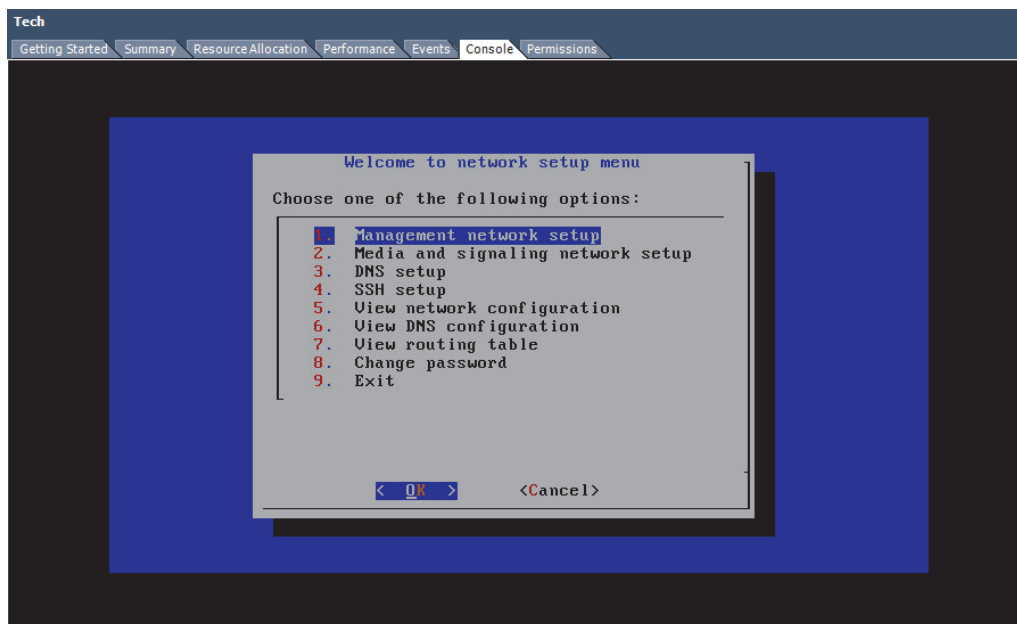 Tech
Getting Started Summary Resource Allocation Performance Events Console Permissions
Welcome to network setup menu
Choose one of the following options:
1. Management network setup
2. Media and signaling network setup
3. DNS setup
4. SSH setup
5. View network configuration
6. View DNS configuration
7. View routing table
8. Change password
9. Exit
< OK > <Cancel>